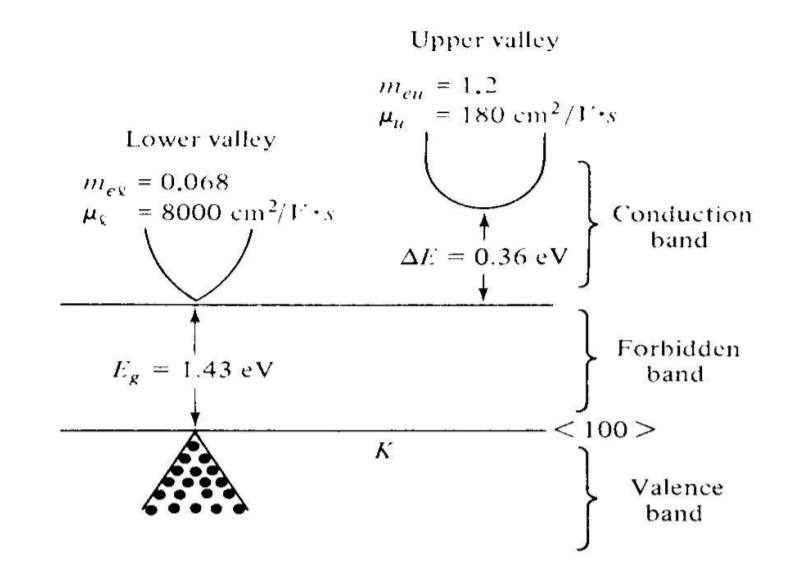 Upper valley
m_eu = 1.2
μ_u = 180 cm²/V·s
Lower valley
m_eℓ = 0.068
μ_ℓ = 8000 cm²/V·s
Conduction
band
ΔE = 0.36 eV
Forbidden
band
E_g = 1.43 eV
<100>
K
Valence
band